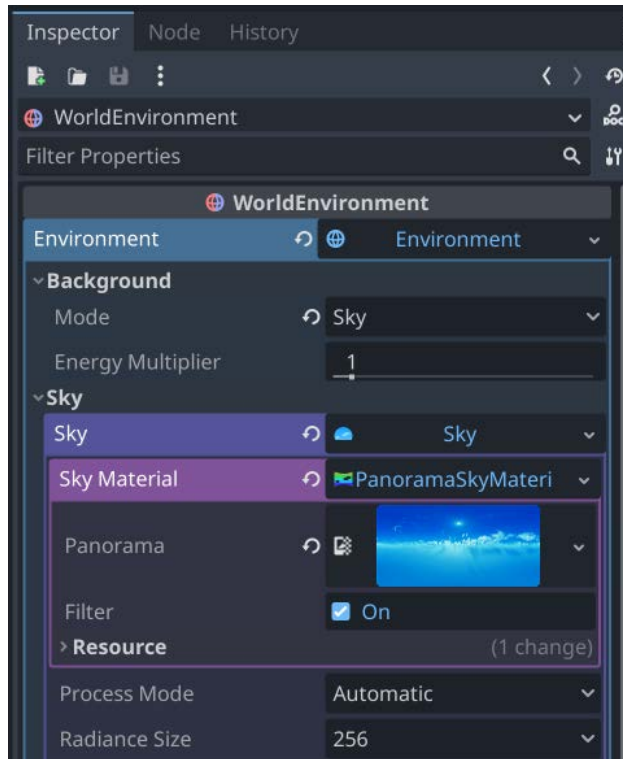 Inspector Node History
WorldEnvironment
DOC
Filter Properties
WorldEnvironment
Environment Environment
Background
Mode Sky
Energy Multiplier 1
Sky
Sky Sky
Sky Material PanoramaSkyMateri
Panorama
Filter On
Resource (1 change)
Process Mode Automatic
Radiance Size 256